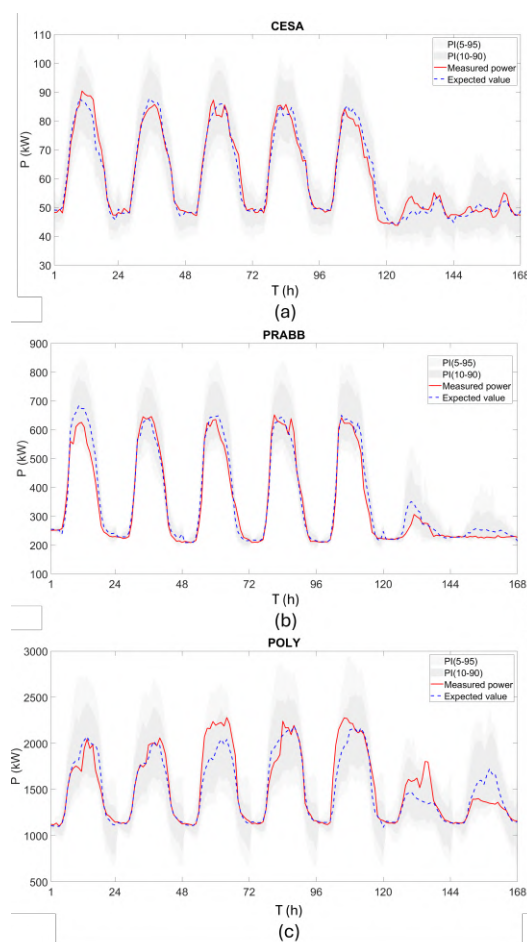 CESA
110
100
90
80
70
60
50
40
30
P (kW)
PI(5-95)
PI(10-90)
Measured power
Expected value
1 24 48 72 96 120 144 168
T (h)
(a)
PRABB
900
800
700
600
500
400
300
200
100
P (kW)
PI(5-95)
PI(10-90)
Measured power
Expected value
1 24 48 72 96 120 144 168
T (h)
(b)
POLY
3000
2500
2000
1500
1000
500
P (kW)
PI(5-95)
PI(10-90)
Measured power
Expected value
1 24 48 72 96 120 144 168
T (h)
(c)